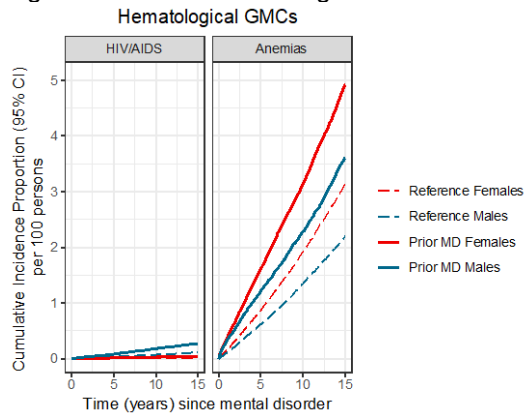 Hematological GMCs
HIV/AIDS
Anemias
Cumulative Incidence Proportion (95% CI)
per 100 persons
5
4
3
2
1
0
0 5 10 15
0 5 10 15
Time (years) since mental disorder
Reference Females
Reference Males
Prior MD Females
Prior MD Males